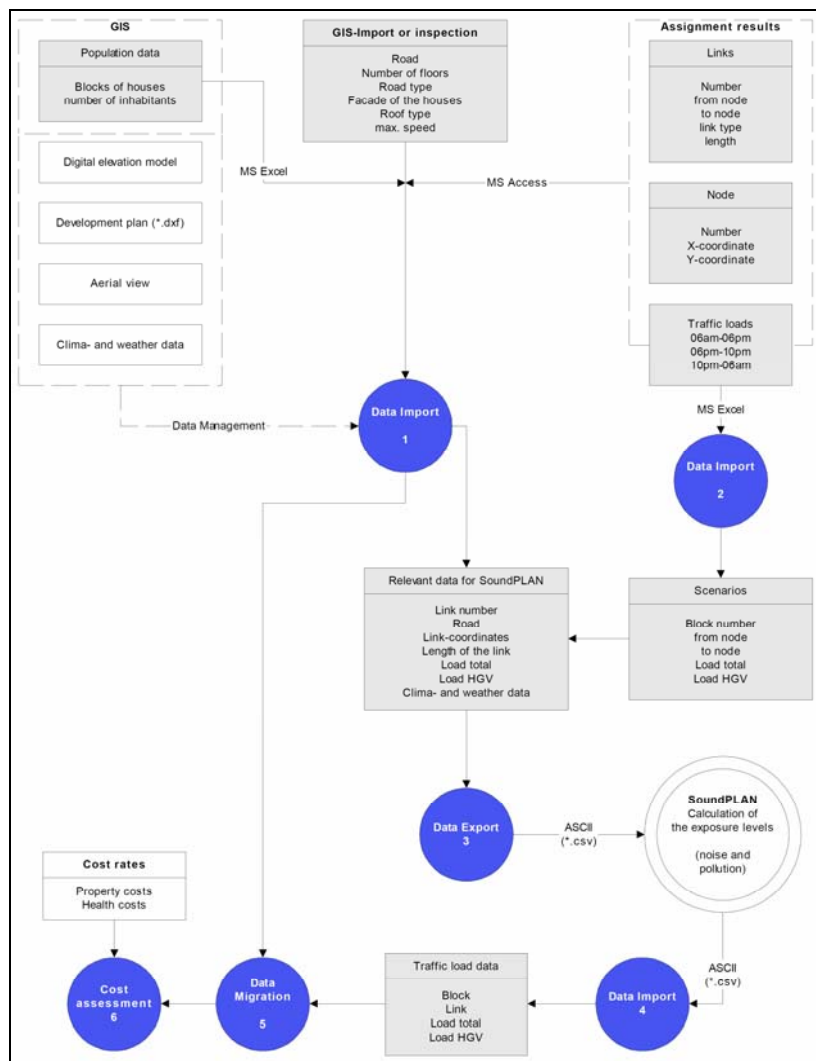 GIS
Population data
Blocks of houses
number of inhabitants
Digital elevation model
Development plan (*.dxf)
Aerial view
Clima- and weather data
GIS-Import or inspection
Road
Number of floors
Road type
Facade of the houses
Roof type
max. speed
Assignment results
Links
Number
from node
to node
link type
length
Node
Number
X-coordinate
Y-coordinate
Traffic loads
06am-06pm
06pm-10pm
10pm-06am
MS Excel
MS Access
MS Excel
Data Management
Data Import
1
Data Import
2
Relevant data for SoundPLAN
Link number
Road
Link-coordinates
Length of the link
Load total
Load HGV
Clima- and weather data
Scenarios
Block number
from node
to node
Load total
Load HGV
Data Export
3
ASCII
(*.csv)
SoundPLAN
Calculation of
the exposure levels
(noise and
pollution)
Cost rates
Property costs
Health costs
ASCII
(*.csv)
Cost
assessment
6
Data
Migration
5
Traffic load data
Block
Link
Load total
Load HGV
Data Import
4